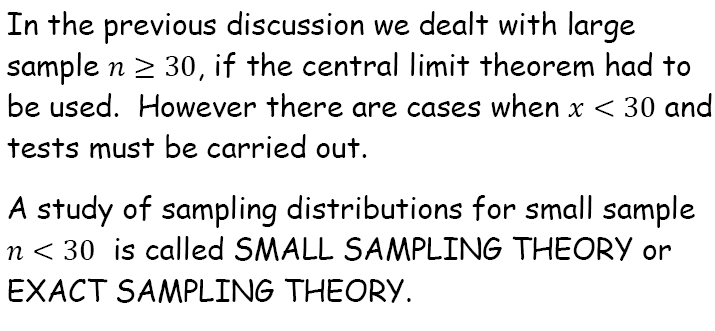 In the previous discussion we dealt with large
sample n ≥ 30, if the central limit theorem had to
be used. However there are cases when x < 30 and
tests must be carried out.
A study of sampling distributions for small sample
n < 30 is called SMALL SAMPLING THEORY or
EXACT SAMPLING THEORY.